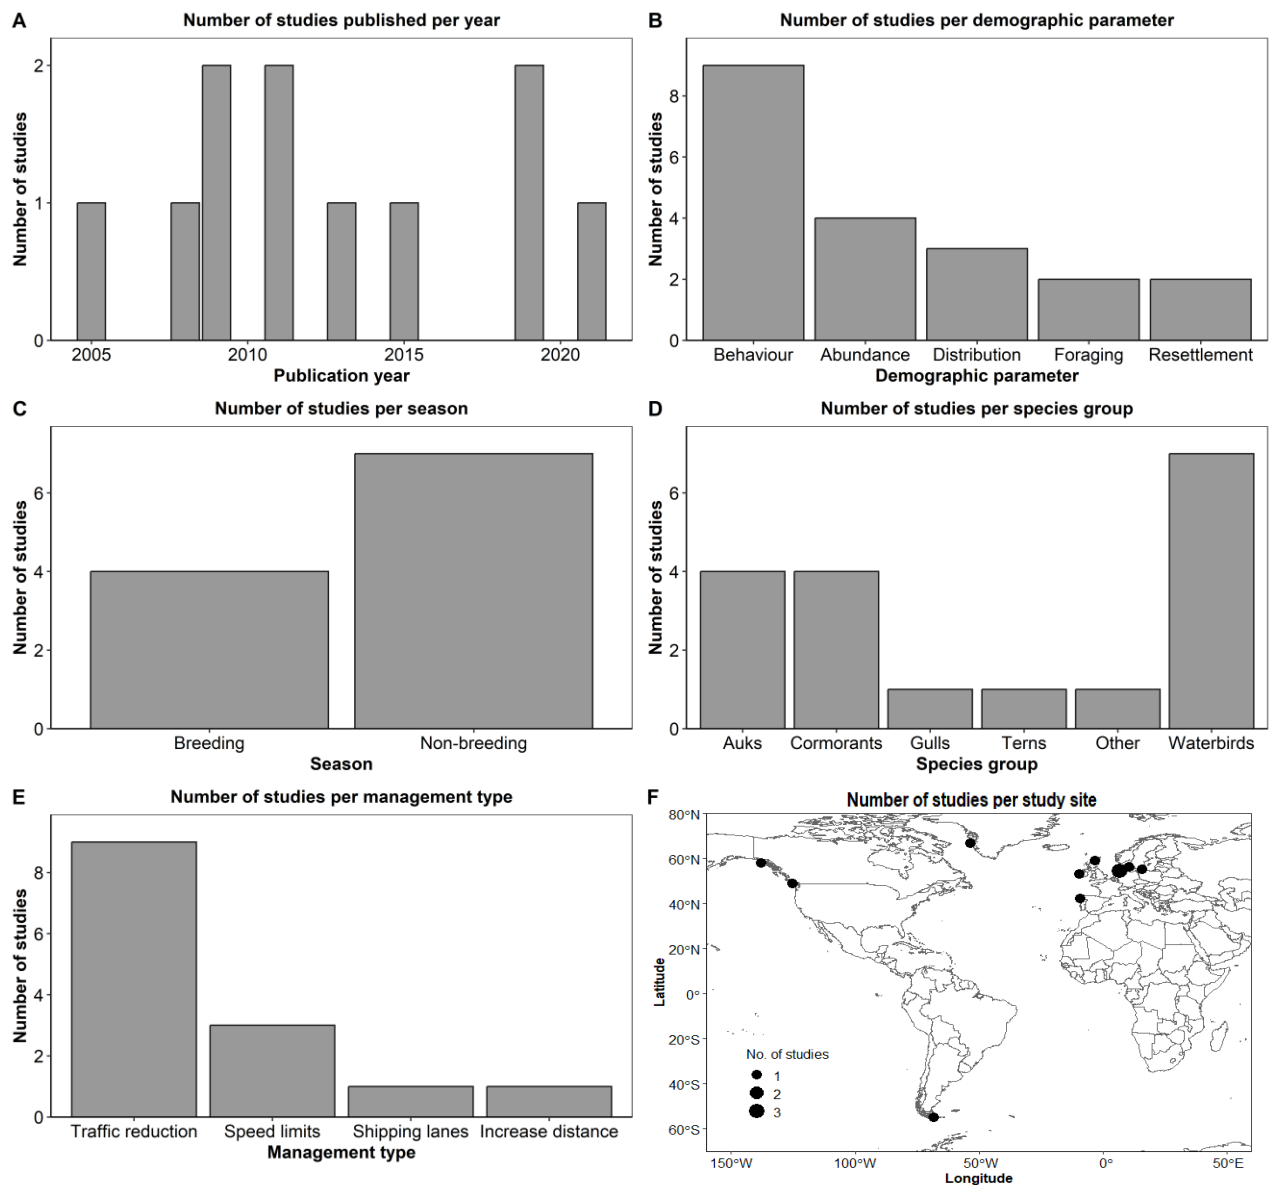 A
Number of studies published per year
Number of studies
2
1
0
2005 2010 2015 2020
Publication year
B
Number of studies per demographic parameter
Number of studies
8
6
4
2
0
Behaviour Abundance Distribution Foraging Resettlement
Demographic parameter
C
Number of studies per season
Number of studies
6
4
2
0
Breeding Non-breeding
Season
D
Number of studies per species group
Number of studies
6
4
2
0
Auks Cormorants Gulls Terns Other Waterbirds
Species group
E
Number of studies per management type
Number of studies
8
6
4
2
0
Traffic reduction Speed limits Shipping lanes Increase distance
Management type
F
Number of studies per study site
Latitude
80°N
60°N
40°N
20°N
0°
20°S
40°S
60°S
No. of studies
1
2
3
150°W 100°W 50°W 0° 50°E
Longitude